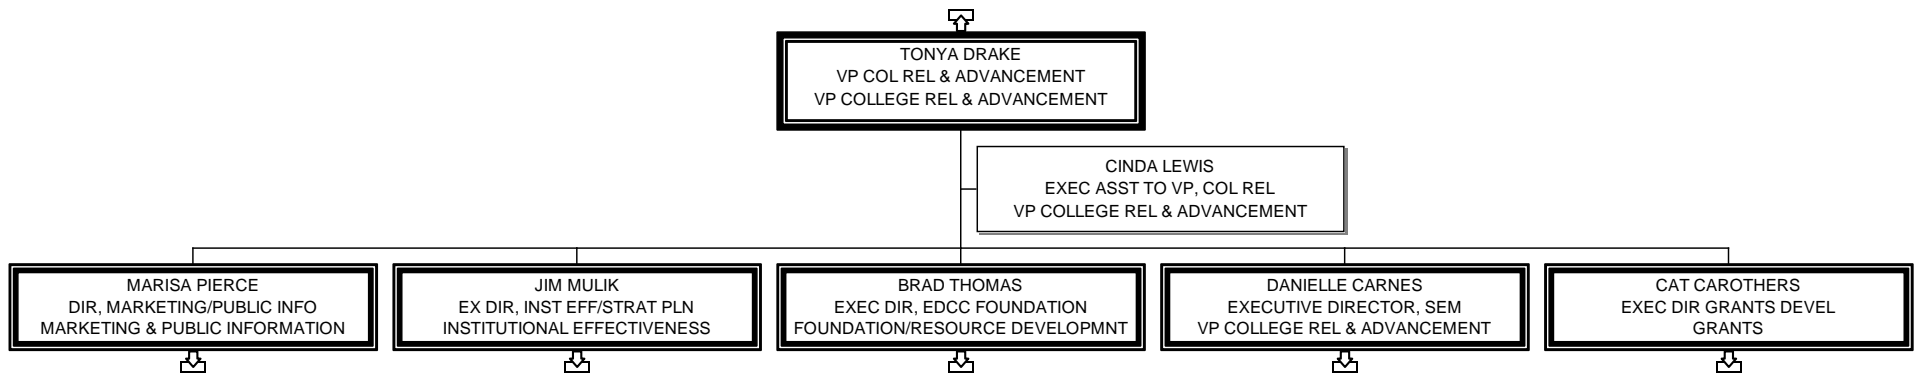 TONYA DRAKE
VP COL REL & ADVANCEMENT
VP COLLEGE REL & ADVANCEMENT
CINDA LEWIS
EXEC ASST TO VP, COL REL
VP COLLEGE REL & ADVANCEMENT
MARISA PIERCE
DIR, MARKETING/PUBLIC INFO
MARKETING & PUBLIC INFORMATION
JIM MULIK
EX DIR, INST EFF/STRAT PLN
INSTITUTIONAL EFFECTIVENESS
BRAD THOMAS
EXEC DIR, EDCC FOUNDATION
FOUNDATION/RESOURCE DEVELOPMNT
DANIELLE CARNES
EXECUTIVE DIRECTOR, SEM
VP COLLEGE REL & ADVANCEMENT
CAT CAROTHERS
EXEC DIR GRANTS DEVEL
GRANTS